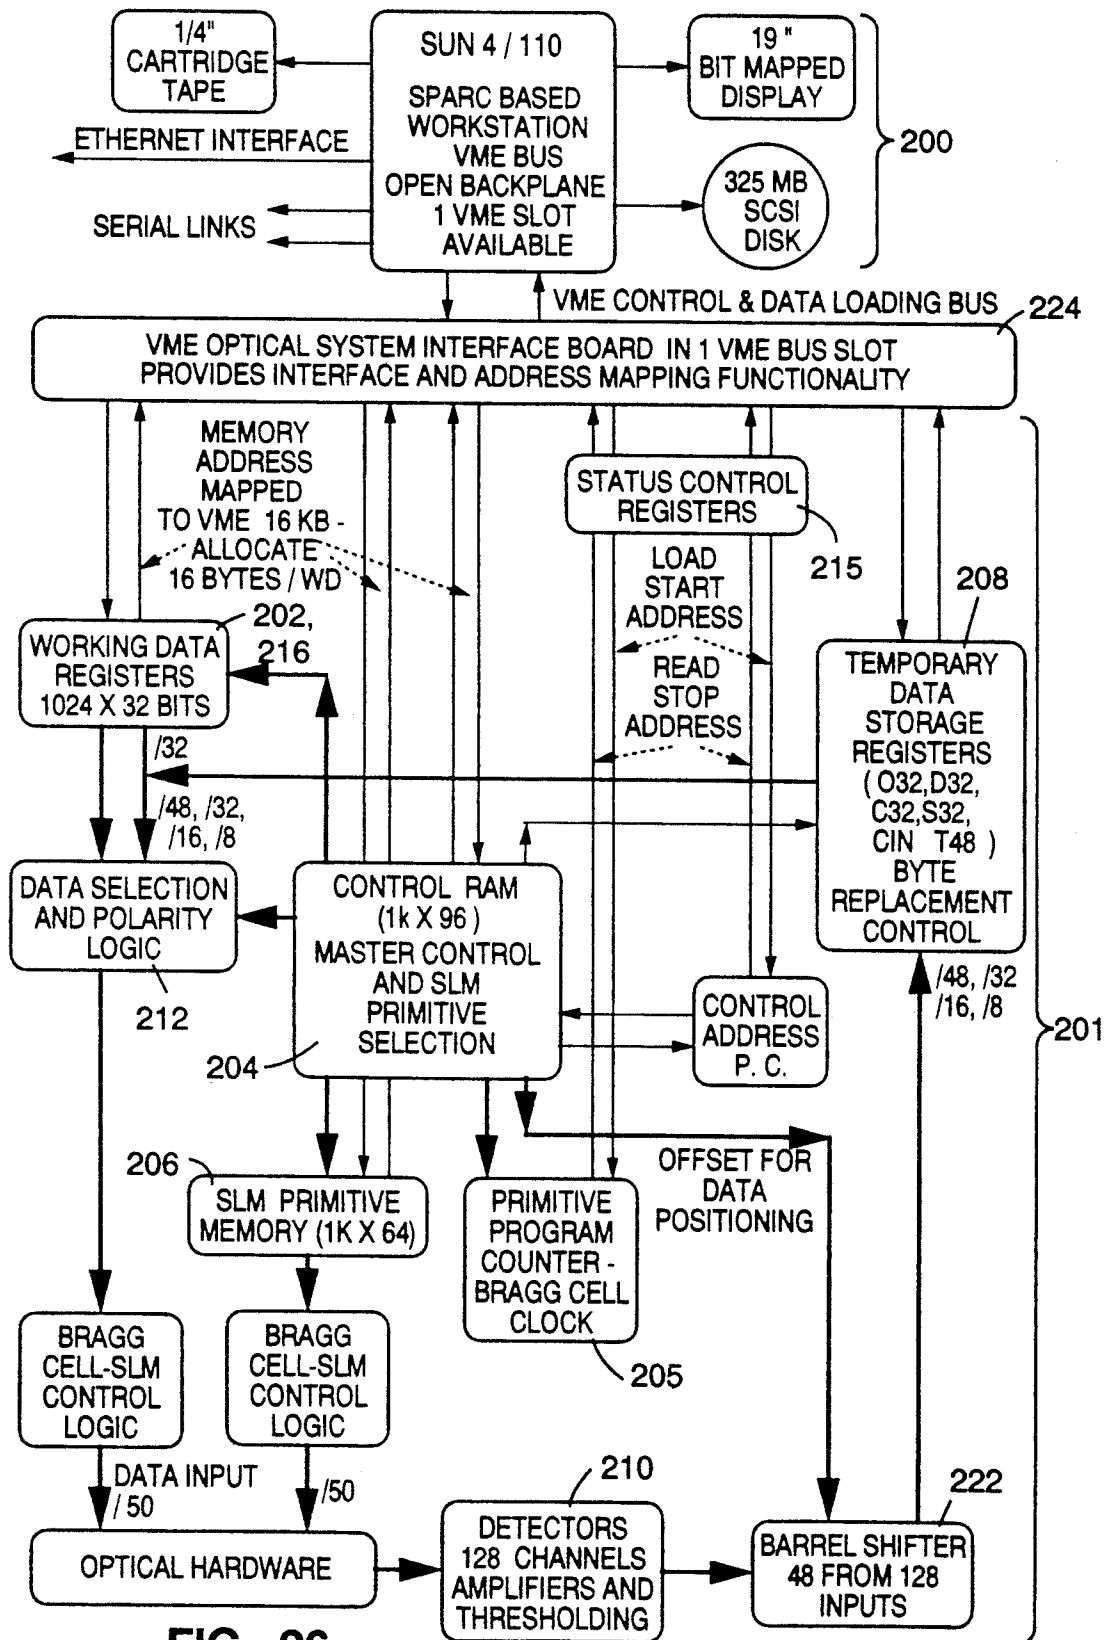 1/4"
CARTRIDGE
TAPE
SUN 4 / 110
SPARC BASED
WORKSTATION
VME BUS
OPEN BACKPLANE
1 VME SLOT
AVAILABLE
19 "
BIT MAPPED
DISPLAY
200
ETHERNET INTERFACE
SERIAL LINKS
325 MB
SCSI
DISK
VME CONTROL & DATA LOADING BUS
224
VME OPTICAL SYSTEM INTERFACE BOARD IN 1 VME BUS SLOT
PROVIDES INTERFACE AND ADDRESS MAPPING FUNCTIONALITY
MEMORY
ADDRESS
MAPPED
TO VME 16 KB -
ALLOCATE
16 BYTES / WD
STATUS CONTROL
REGISTERS
215
LOAD
START
ADDRESS
READ
STOP
ADDRESS
208
202,
216
WORKING DATA
REGISTERS
1024 X 32 BITS
TEMPORARY
DATA
STORAGE
REGISTERS
( O32,D32,
C32,S32,
CIN T48 )
BYTE
REPLACEMENT
CONTROL
/32
/48, /32,
/16, /8
DATA SELECTION
AND POLARITY
LOGIC
212
CONTROL RAM
(1k X 96 )
MASTER CONTROL
AND SLM
PRIMITIVE
SELECTION
204
CONTROL
ADDRESS
P. C.
/48, /32
/16, /8
201
206
SLM PRIMITIVE
MEMORY (1K X 64)
PRIMITIVE
PROGRAM
COUNTER -
BRAGG CELL
CLOCK
205
OFFSET FOR
DATA
POSITIONING
BRAGG
CELL-SLM
CONTROL
LOGIC
BRAGG
CELL-SLM
CONTROL
LOGIC
DATA INPUT
/ 50
/50
210
222
OPTICAL HARDWARE
DETECTORS
128 CHANNELS
AMPLIFIERS AND
THRESHOLDING
BARREL SHIFTER
48 FROM 128
INPUTS